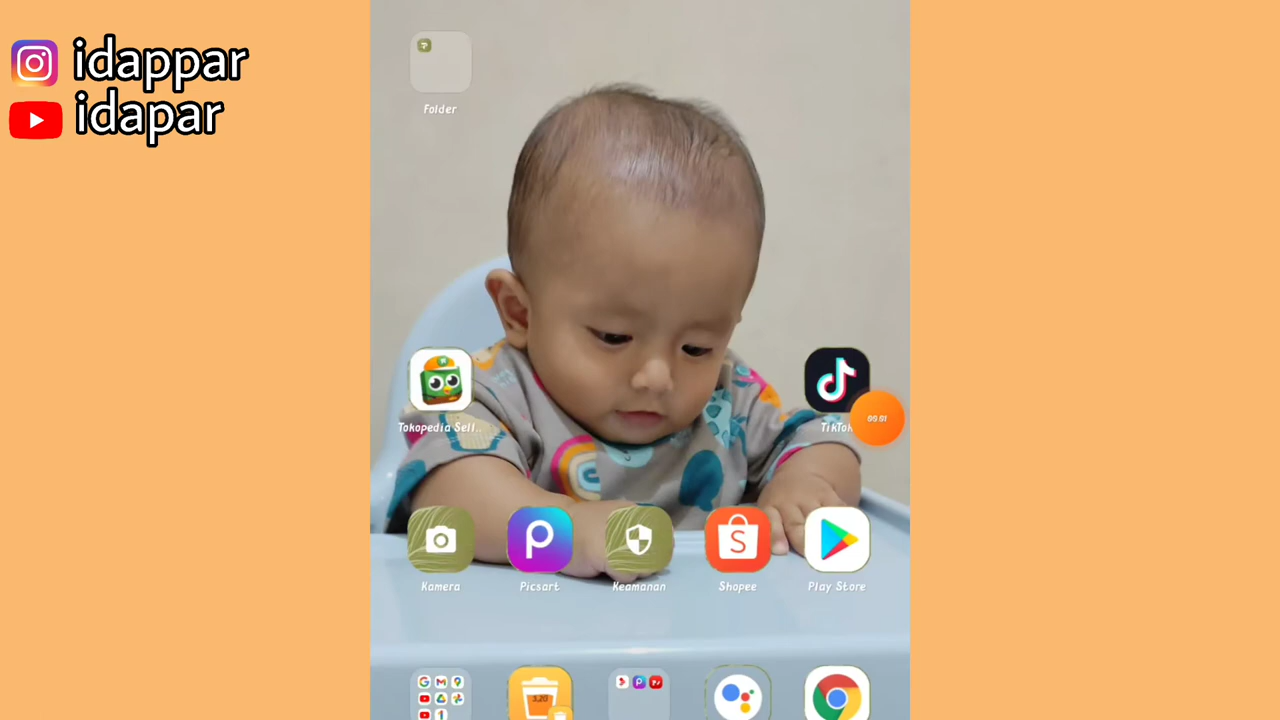 idappar
idapar
Folder
Tokopedia Sell..
TikTok
Kamera
Picsart
Keamanan
Shopee
Play Store